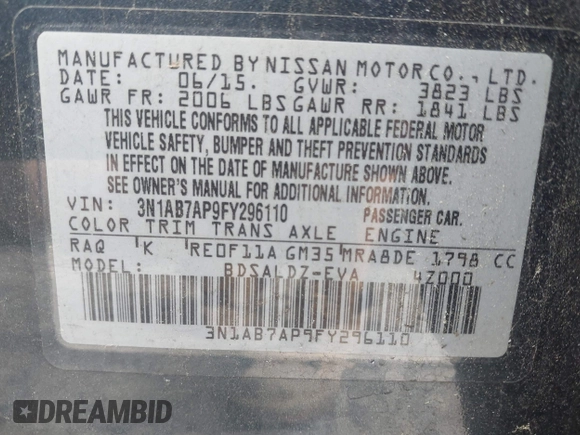 MANUFACTURED BY NISSAN MOTOR CO., LTD.
DATE: 06/15. GVWR: 3823 LBS
GAWR FR: 2006 LBS GAWR RR: 1841 LBS
THIS VEHICLE CONFORMS TO ALL APPLICABLE FEDERAL MOTOR
VEHICLE SAFETY, BUMPER AND THEFT PREVENTION STANDARDS
IN EFFECT ON THE DATE OF MANUFACTURE SHOWN ABOVE.
SEE OWNER'S MANUAL FOR ADDITIONAL INFORMATION.
VIN: 3N1AB7AP9FY296110 PASSENGER CAR.
COLOR TRIM TRANS AXLE ENGINE
RAQ K RE0F11A GM35 MRA8DE 1798 CC
MODEL: BDSALDZ-EVA 4Z000
3N1AB7AP9FY296110
DREAMBID